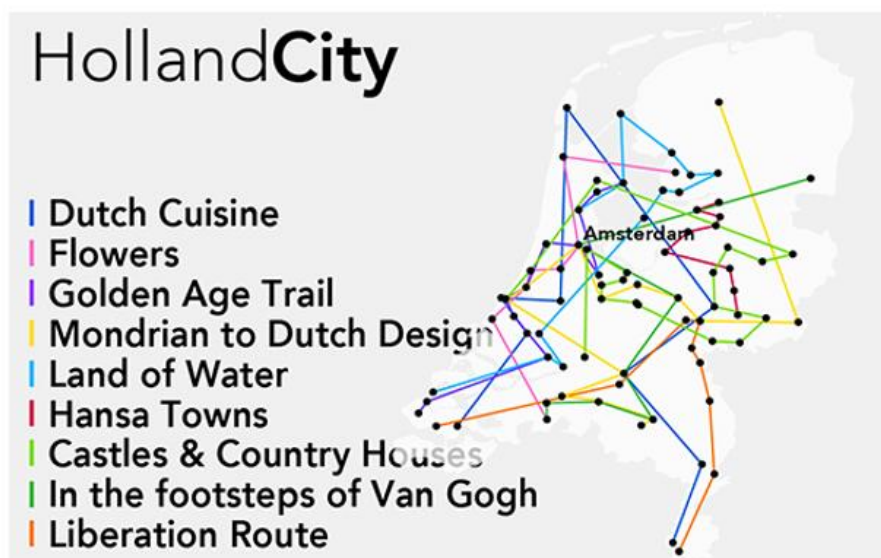 HollandCity
Dutch Cuisine
Flowers
Golden Age Trail
Mondrian to Dutch Design
Land of Water
Hansa Towns
Castles & Country Houses
In the footsteps of Van Gogh
Liberation Route
Amsterdam